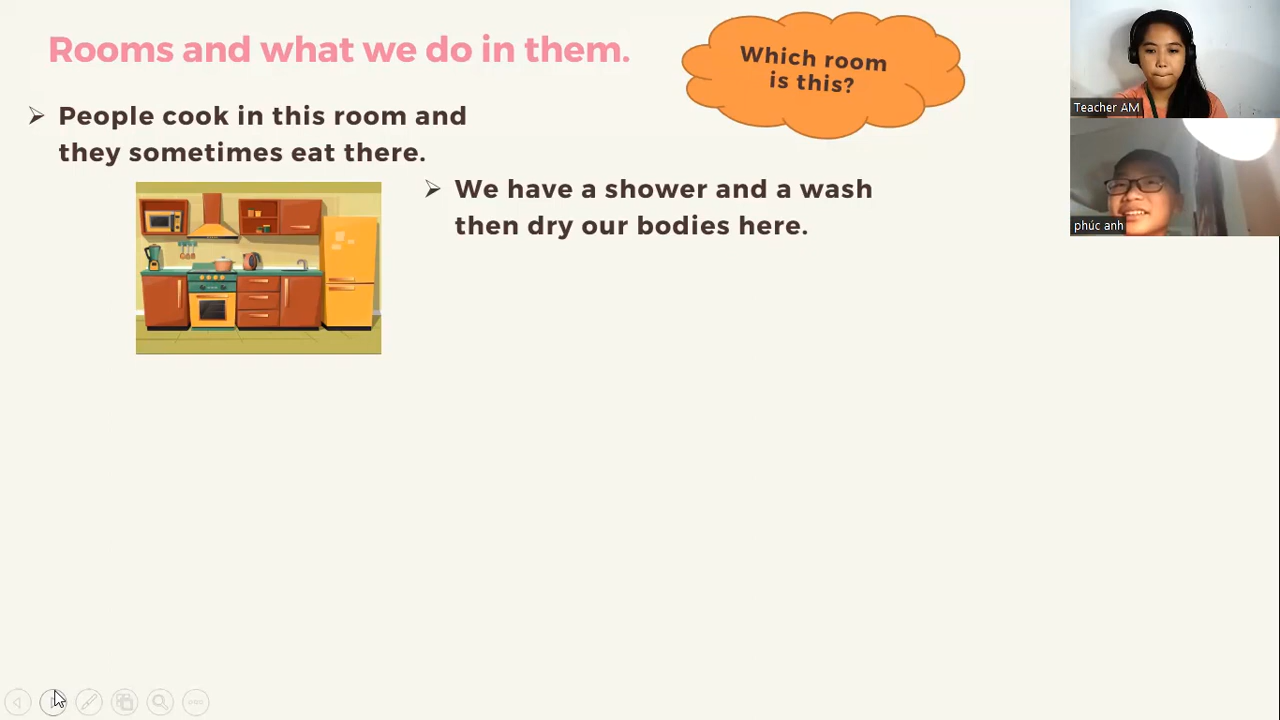 Rooms and what we do in them.
Which room
is this?
People cook in this room and
they sometimes eat there.
We have a shower and a wash
then dry our bodies here.
Teacher AM
phúc anh